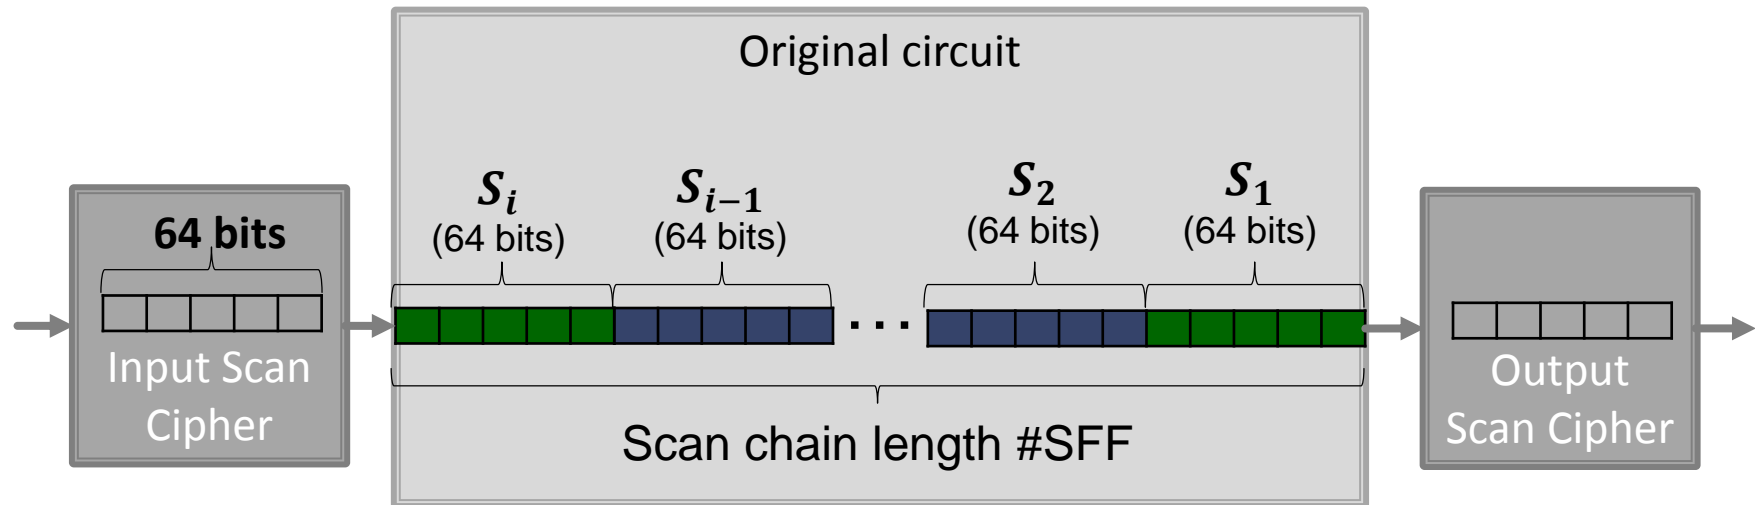 Original circuit
S_i
(64 bits)
S_{i-1}
(64 bits)
S_2
(64 bits)
S_1
(64 bits)
64 bits
Input Scan
Cipher
...
Output
Scan Cipher
Scan chain length #SFF